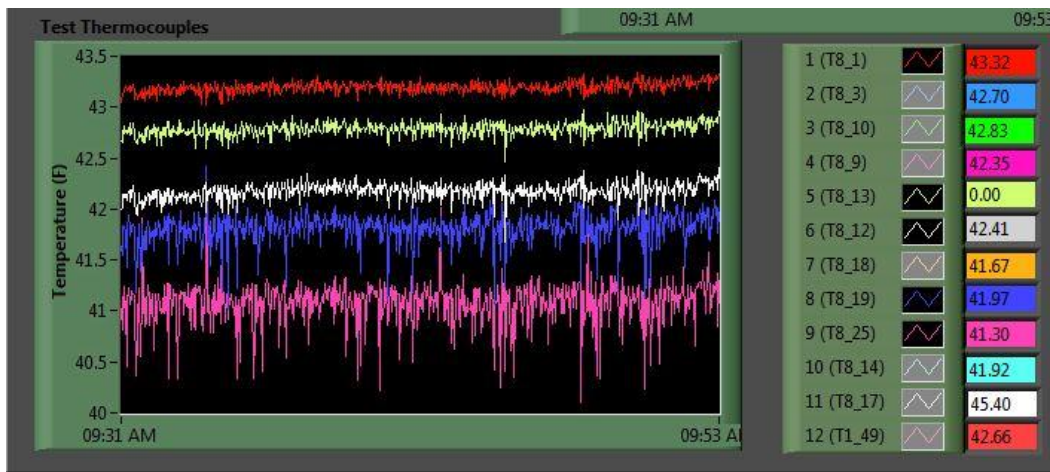 09:31 AM
09:53
Test Thermocouples
43.5
43
42.5
42
41.5
41
40.5
40
Temperature (F)
09:31 AM
09:53 A
1 (T8_1) 43.32
2 (T8_3) 42.70
3 (T8_10) 42.83
4 (T8_9) 42.35
5 (T8_13) 0.00
6 (T8_12) 42.41
7 (T8_18) 41.67
8 (T8_19) 41.97
9 (T8_25) 41.30
10 (T8_14) 41.92
11 (T8_17) 45.40
12 (T1_49) 42.66